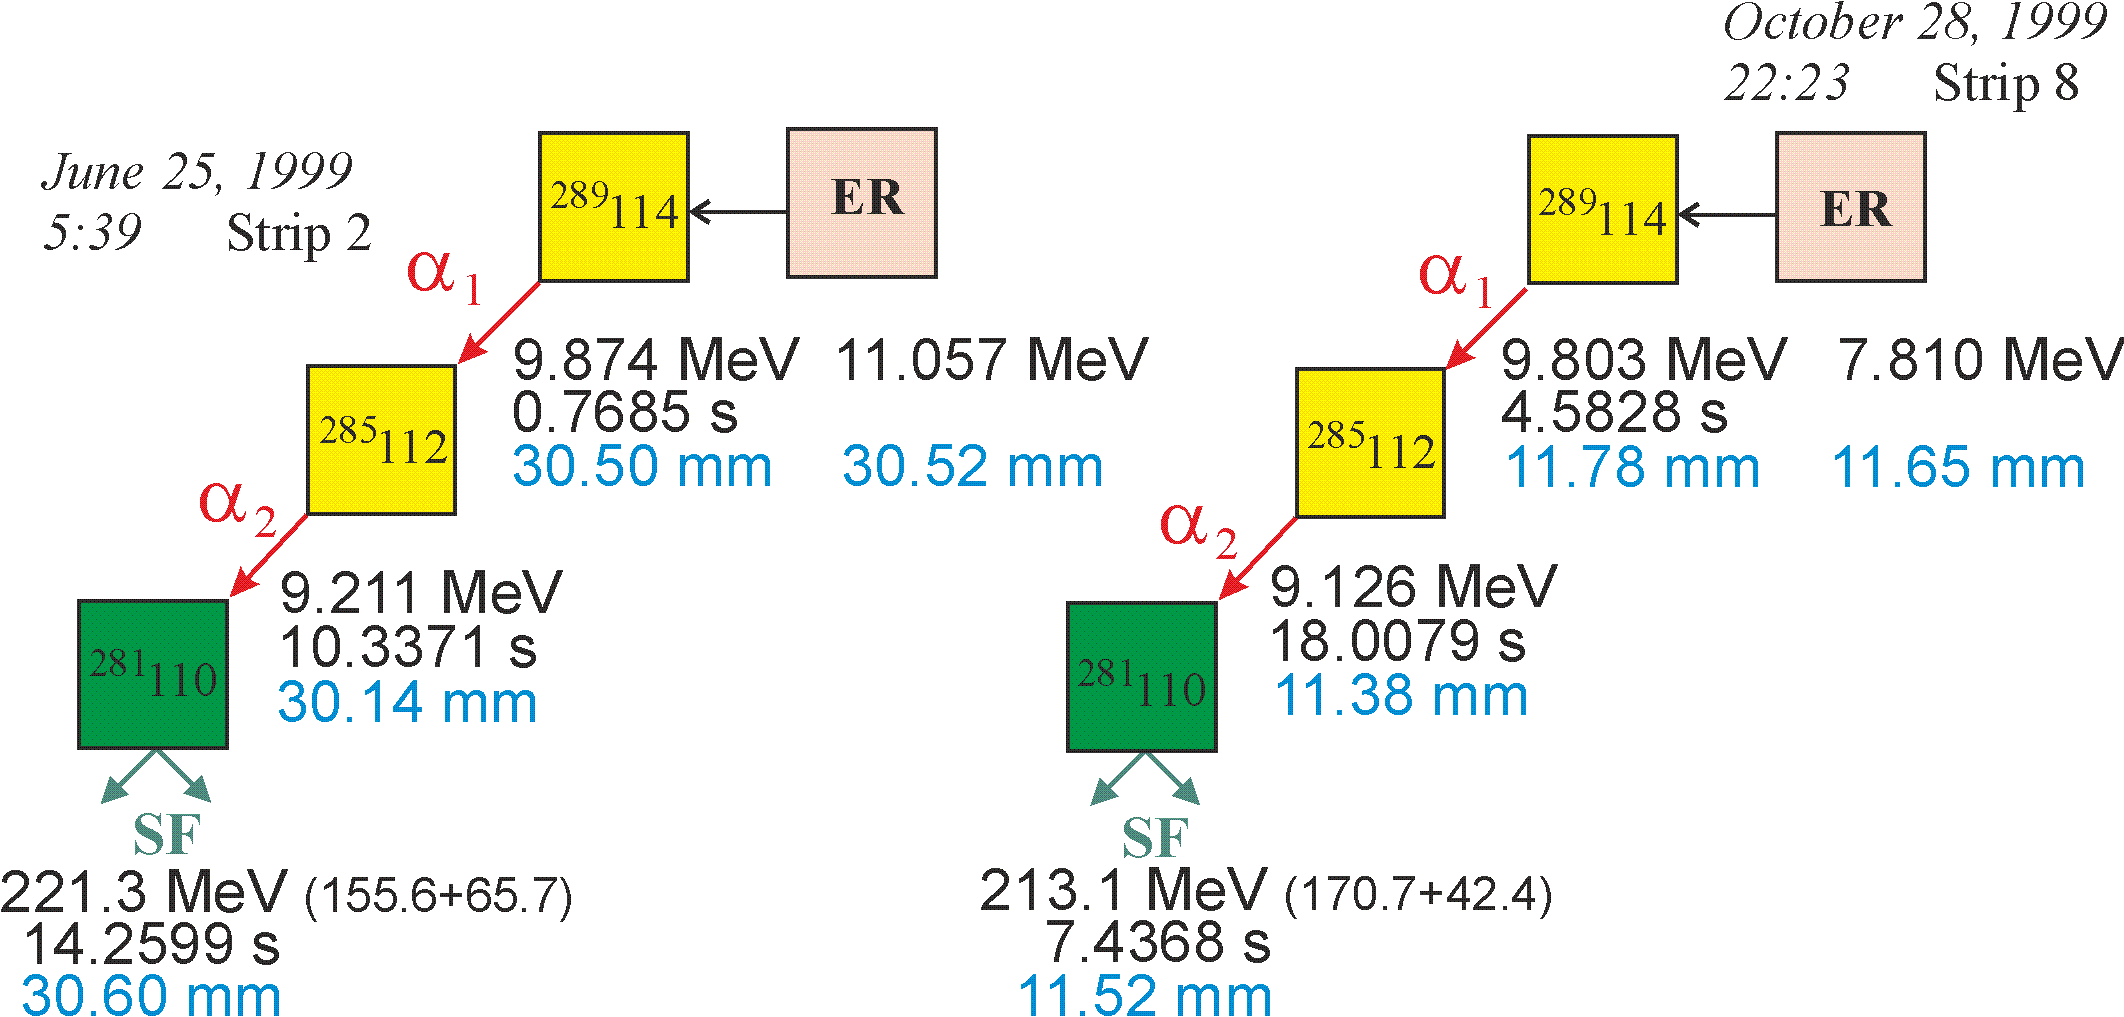 June 25, 1999
5:39 Strip 2
²⁸⁹114
ER
α₁
9.874 MeV 11.057 MeV
0.7685 s
30.50 mm 30.52 mm
²⁸⁵112
α₂
9.211 MeV
10.3371 s
30.14 mm
²⁸¹110
SF
221.3 MeV (155.6+65.7)
14.2599 s
30.60 mm
October 28, 1999
22:23 Strip 8
²⁸⁹114
ER
α₁
9.803 MeV 7.810 MeV
4.5828 s
11.78 mm 11.65 mm
²⁸⁵112
α₂
9.126 MeV
18.0079 s
11.38 mm
²⁸¹110
SF
213.1 MeV (170.7+42.4)
7.4368 s
11.52 mm